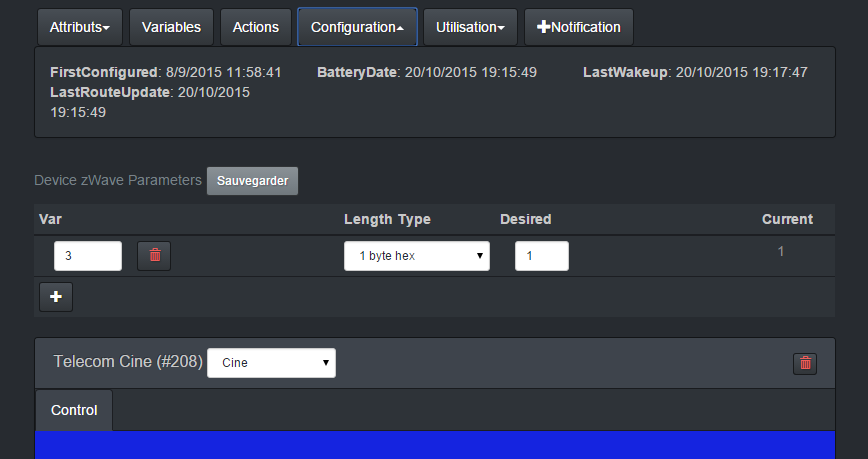 Attributs Variables Actions Configuration Utilisation Notification
FirstConfigured: 8/9/2015 11:58:41 BatteryDate: 20/10/2015 19:15:49 LastWakeup: 20/10/2015 19:17:47
LastRouteUpdate: 20/10/2015
19:15:49
Device zWave Parameters Sauvegarder
Var Length Type Desired Current
3 1 byte hex 1 1
Telecom Cine (#208) Cine
Control